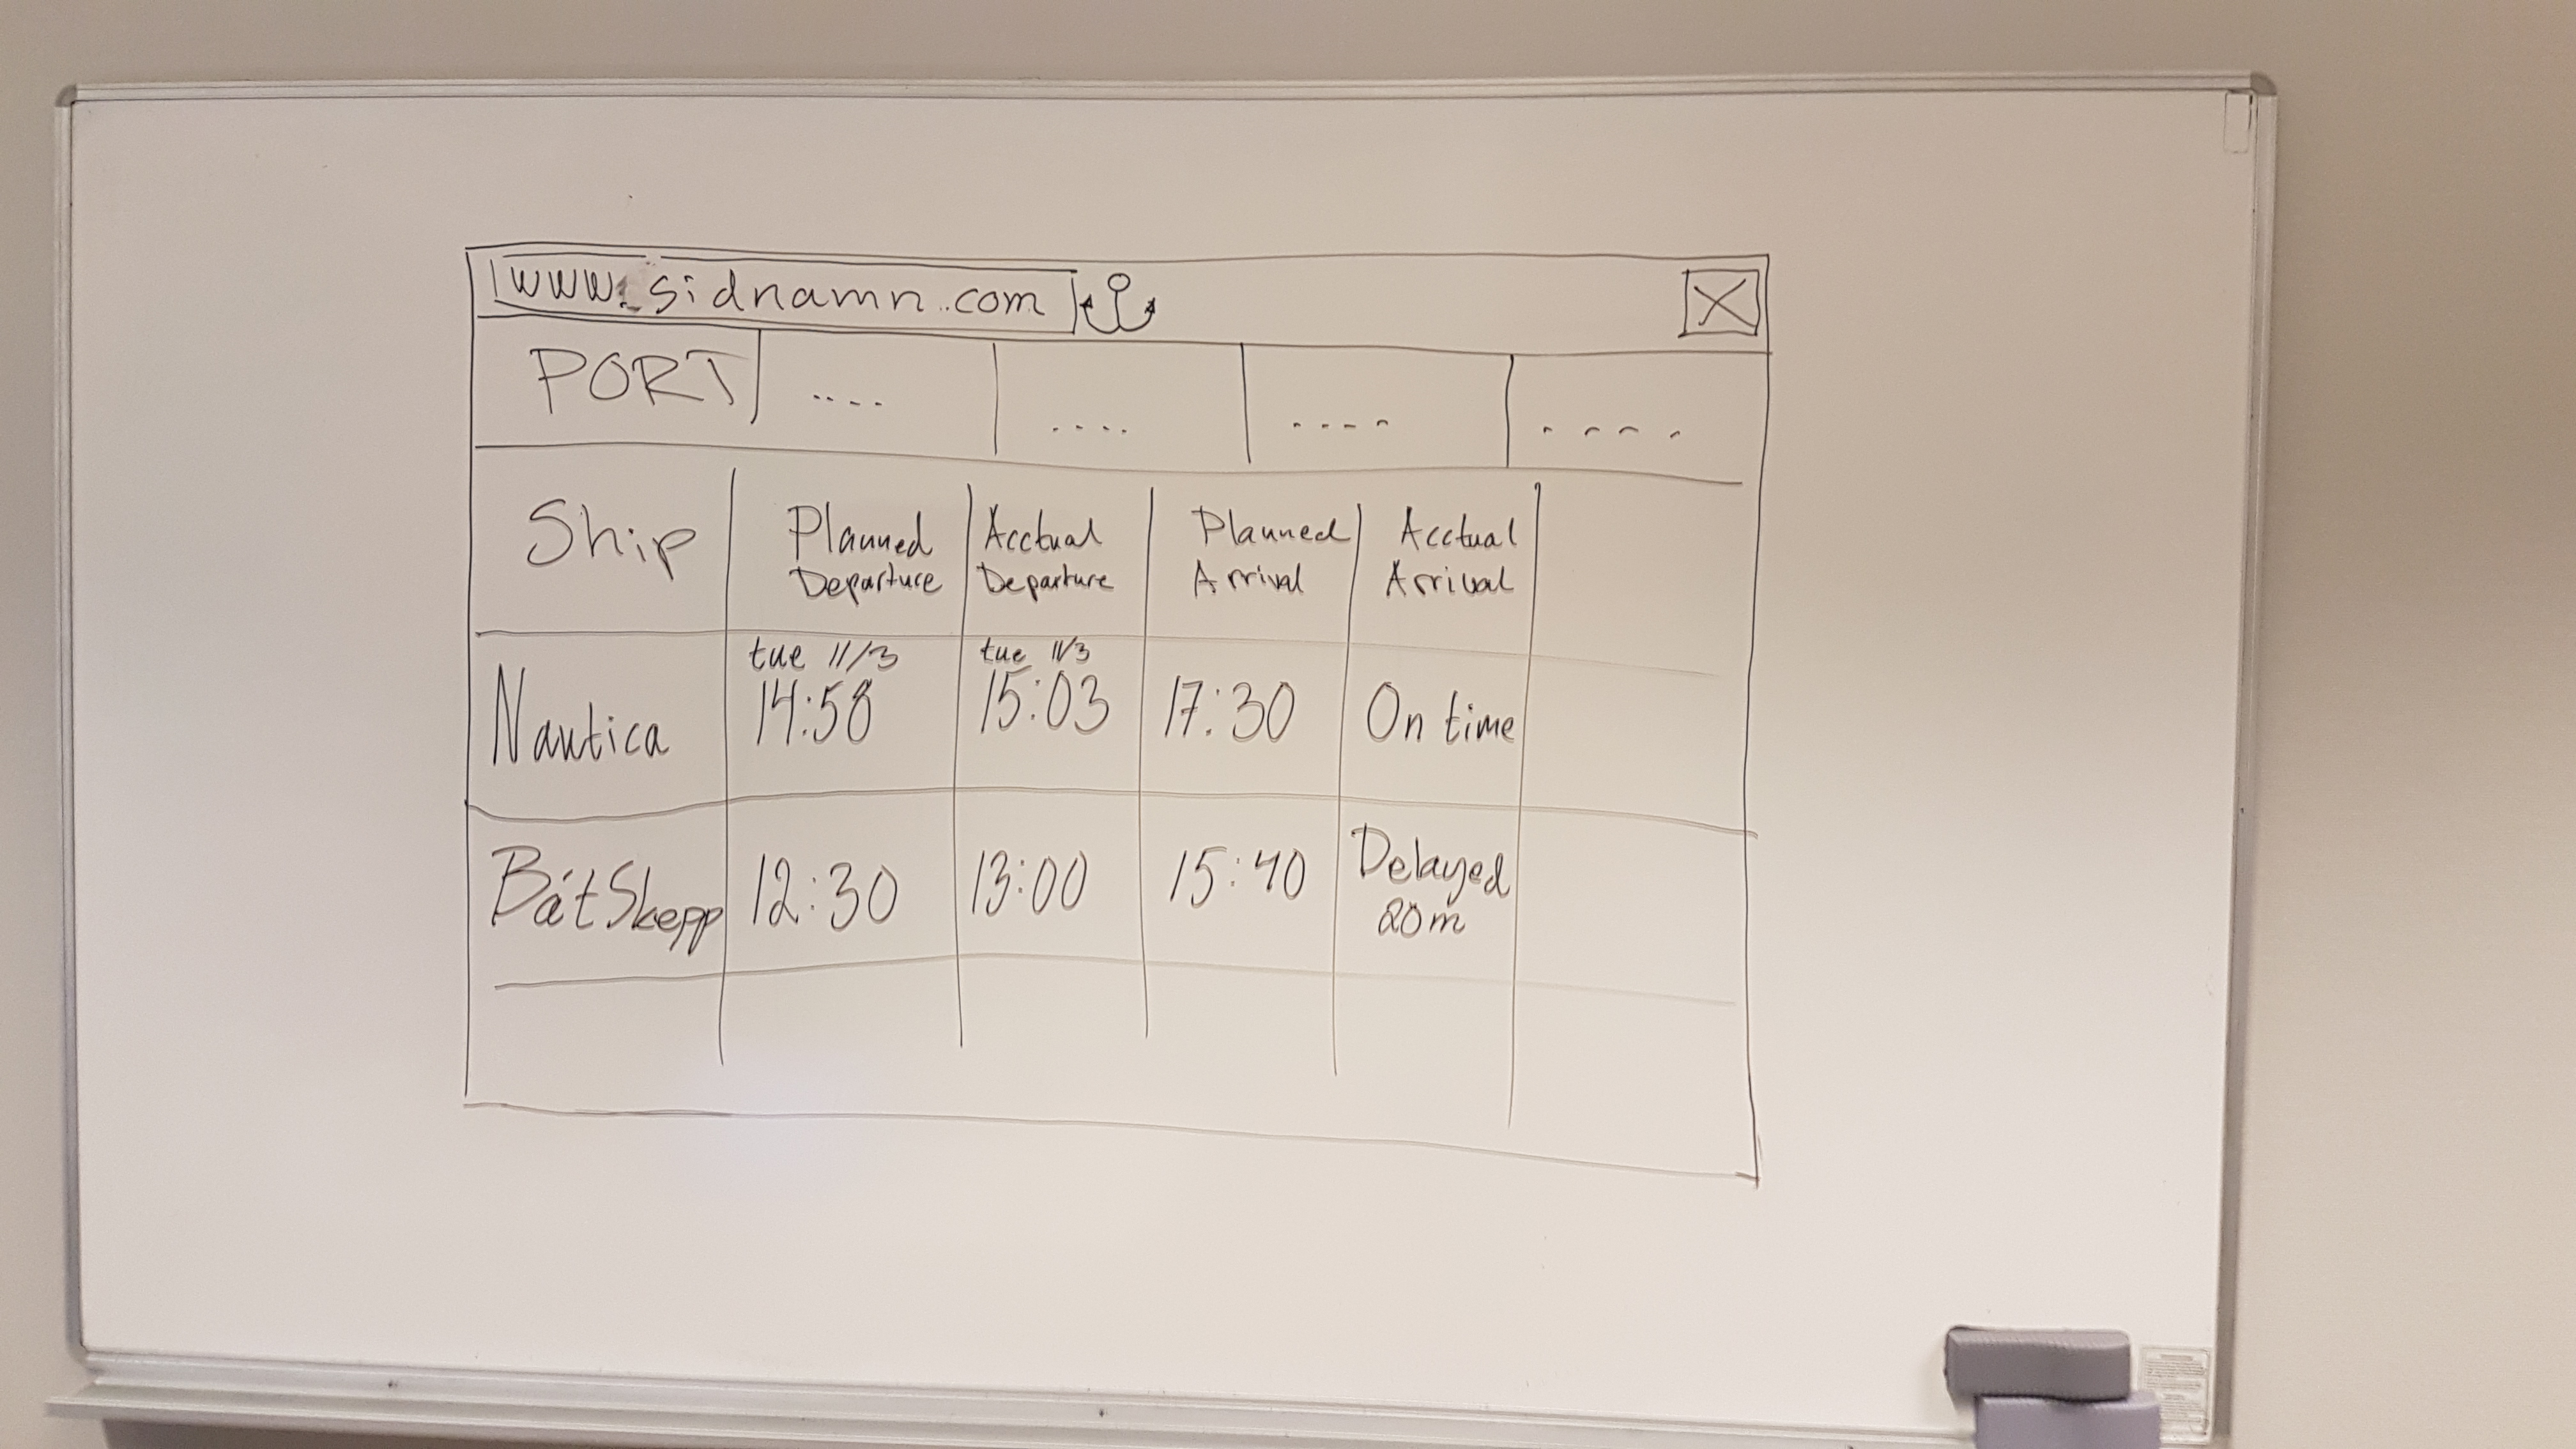 www.sidnamn.com
PORT .... .... .... ....
Ship Planned Departure Acctual Departure Planned Arrival Acctual Arrival
tue 11/3 tue 11/3
Nautica 14:58 15:03 17:30 On time
BåtSkepp 12:30 13:00 15:40 Delayed
20m